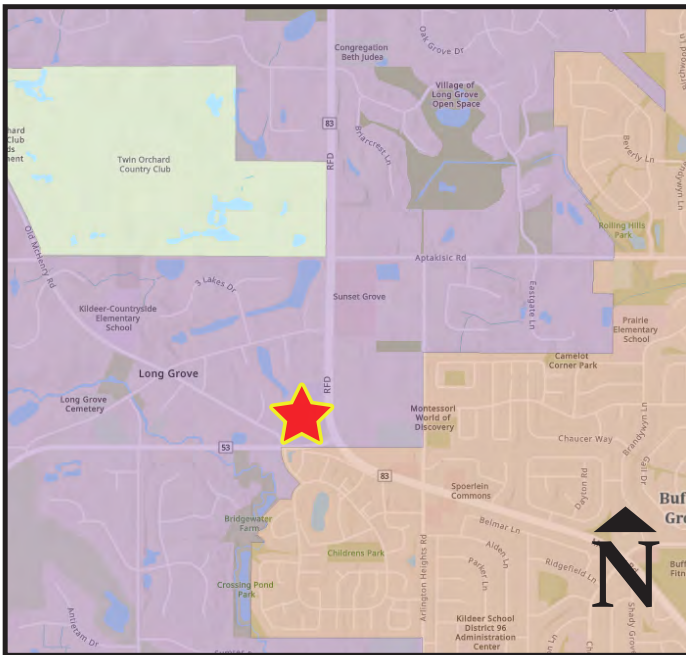 Oak Grove Dr
Congregation
Beth Judea
Village of
Long Grove
Open Space
83
RFD
Briarcrest Ln
Beverly Ln
Twin Orchard
Country Club
Old McHenry Rd
Rolling Hills
Park
Aptakisic Rd
S Lakes Dr
Sunset Grove
Eastgate Ln
Kildeer-Countryside
Elementary
School
Prairie
Elementary
School
Camelot
Corner Park
Long Grove
RFD
Long Grove
Cemetery
Montessori
World of
Discovery
Brandywyn Ln
Chaucer Way
53
83
Gail Dr
Dayton Rd
Spoerlein
Commons
Bridgewater
Farm
Belmar Ln
N
Childrens Park
Alden Ln
Parker Ln
Ridgefield Ln
Arlington Heights Rd
Crossing Pond
Park
Antietam Dr
Kildeer School
District 96
Administration
Center